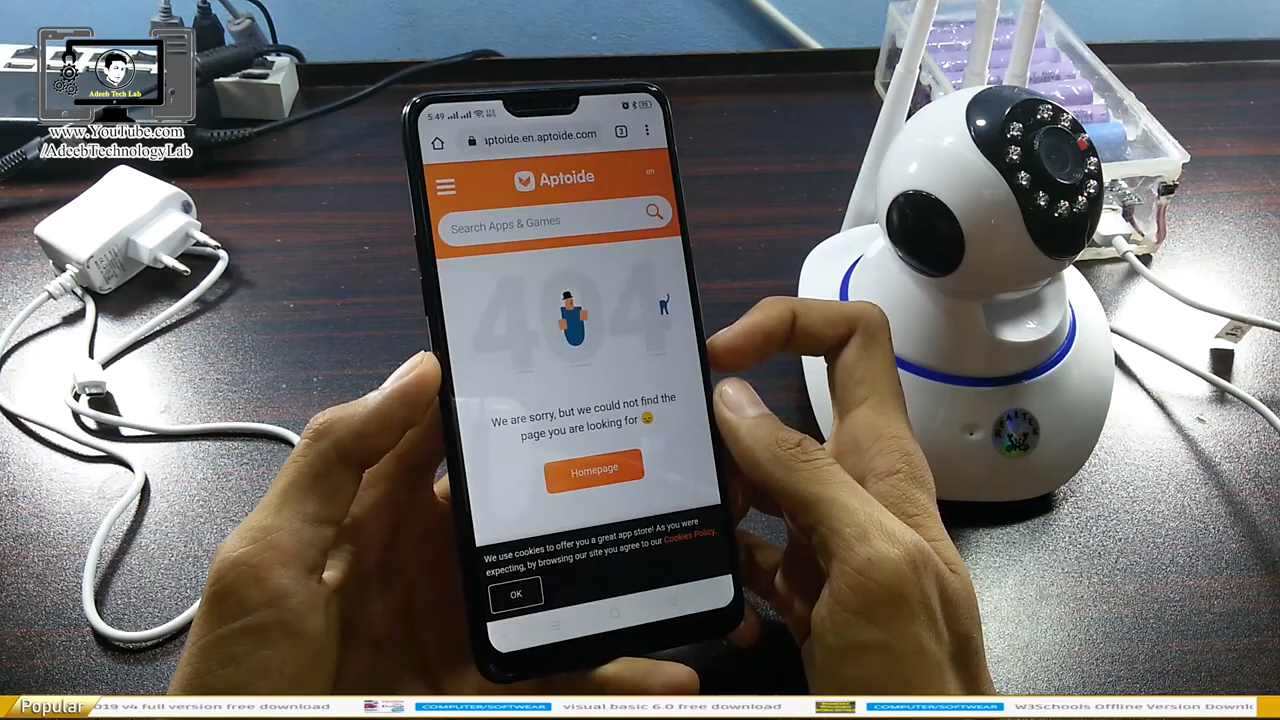 Adeeb Tech Lab
www.YouTube.com
/AdeebTechnologyLab
5:49
aptoide.en.aptoide.com
3
Aptoide
en
Search Apps & Games
404
We are sorry, but we could not find the
page you are looking for 😞
Homepage
We use cookies to offer you a great app store! As you were
expecting, by browsing our site you agree to our Cookies Policy.
OK
REALTEK
Popular
019 v4 full version free download
COMPUTER/SOFTWEAR
visual basic 6.0 free download
COMPUTER/SOFTWEAR
W3Schools Offline Version Downlo